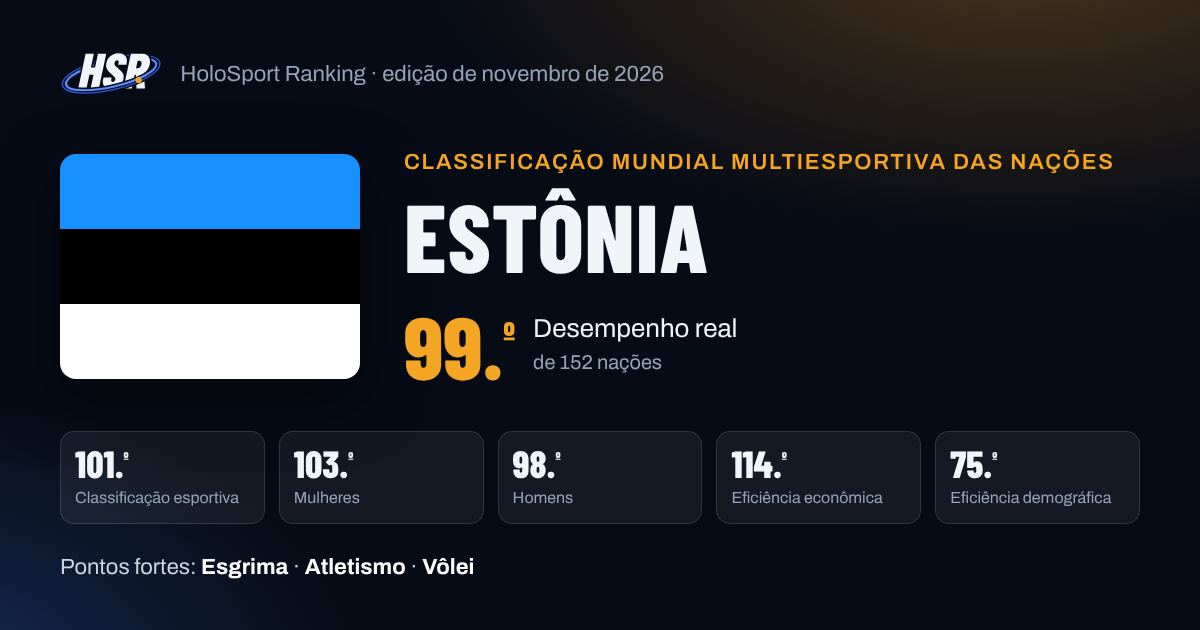 HSR
HoloSport Ranking · edição de novembro de 2026
CLASSIFICAÇÃO MUNDIAL MULTIESPORTIVA DAS NAÇÕES
ESTÔNIA
99.º
Desempenho real
de 152 nações
101.º
Classificação esportiva
103.º
Mulheres
98.º
Homens
114.º
Eficiência econômica
75.º
Eficiência demográfica
Pontos fortes: Esgrima · Atletismo · Vôlei